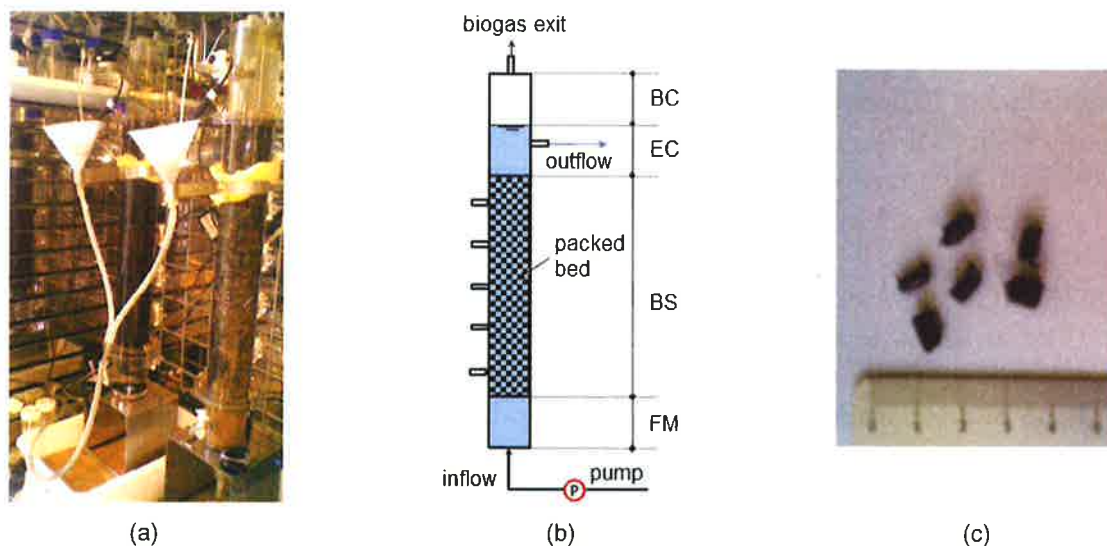 biogas exit
BC
EC
outflow
packed
bed
BS
FM
inflow
pump
P
(a)
(b)
(c)